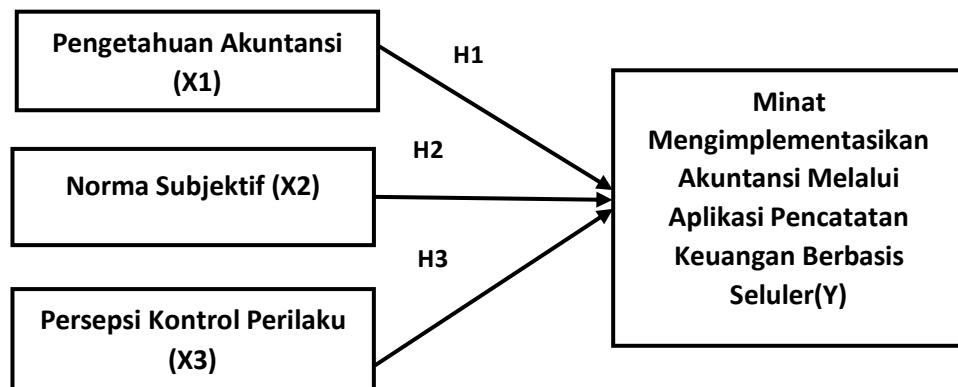 Pengetahuan Akuntansi
(X1)
H1
Norma Subjektif (X2)
H2
Persepsi Kontrol Perilaku
(X3)
H3
Minat
Mengimplementasikan
Akuntansi Melalui
Aplikasi Pencatatan
Keuangan Berbasis
Seluler(Y)